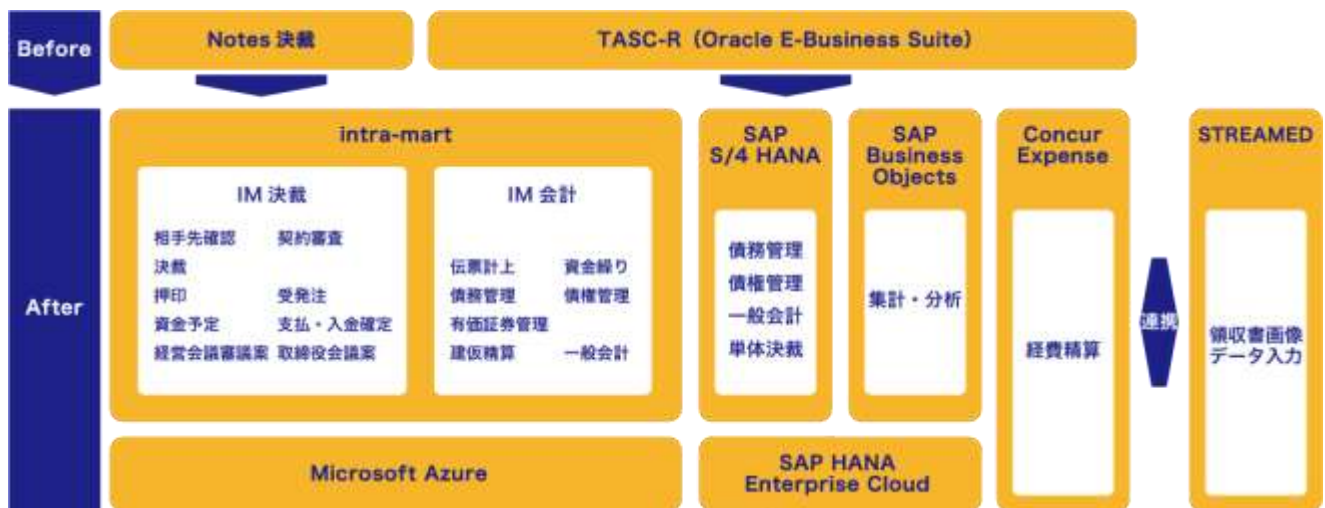 Before
Notes 決裁
TASC-R（Oracle E-Business Suite）
After
intra-mart
IM 決裁
相手先確認 契約審査
決裁
押印 受発注
資金予定 支払・入金確定
経営会議審議案 取締役会議案
IM 会計
伝票計上 資金繰り
債務管理 債権管理
有価証券管理
建仮精算 一般会計
SAP
S/4 HANA
債務管理
債権管理
一般会計
単体決裁
SAP
Business
Objects
集計・分析
Concur
Expense
経費精算
連携
STREAMED
領収書画像
データ入力
Microsoft Azure
SAP HANA
Enterprise Cloud